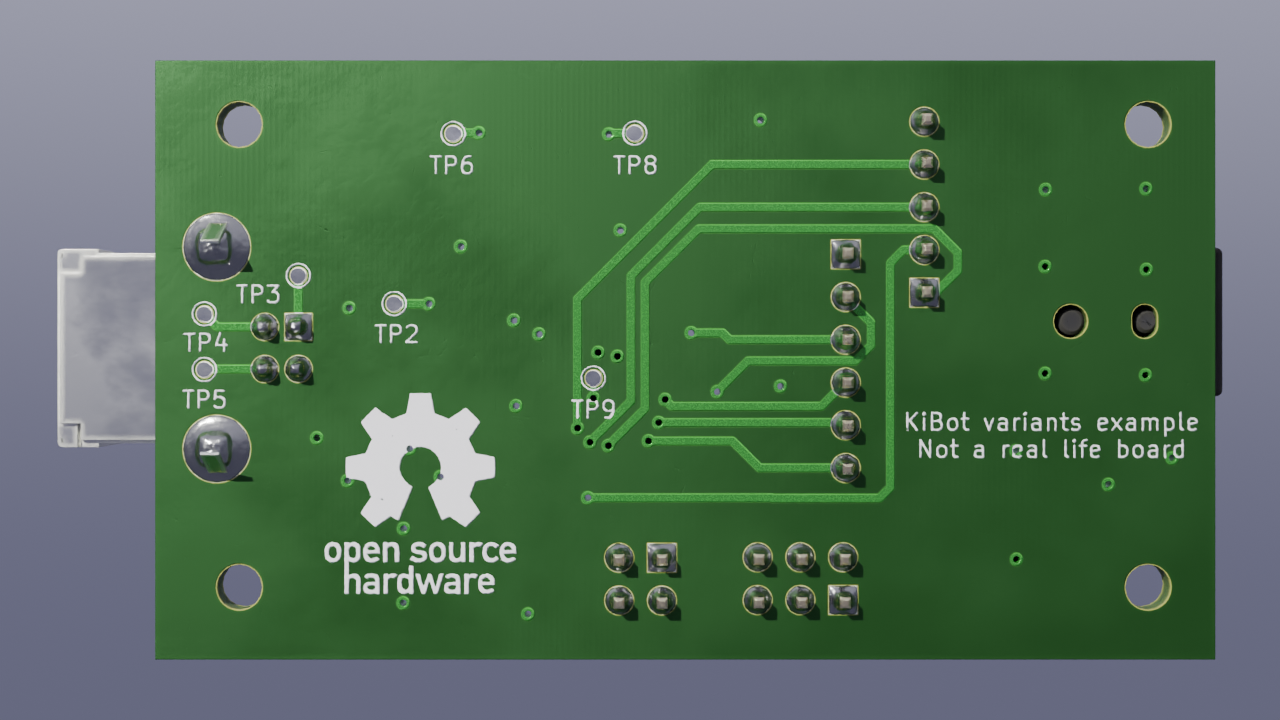 TP6
TP8
TP3
TP4
TP2
TP5
TP9
KiBot variants example
Not a real life board
open source
hardware